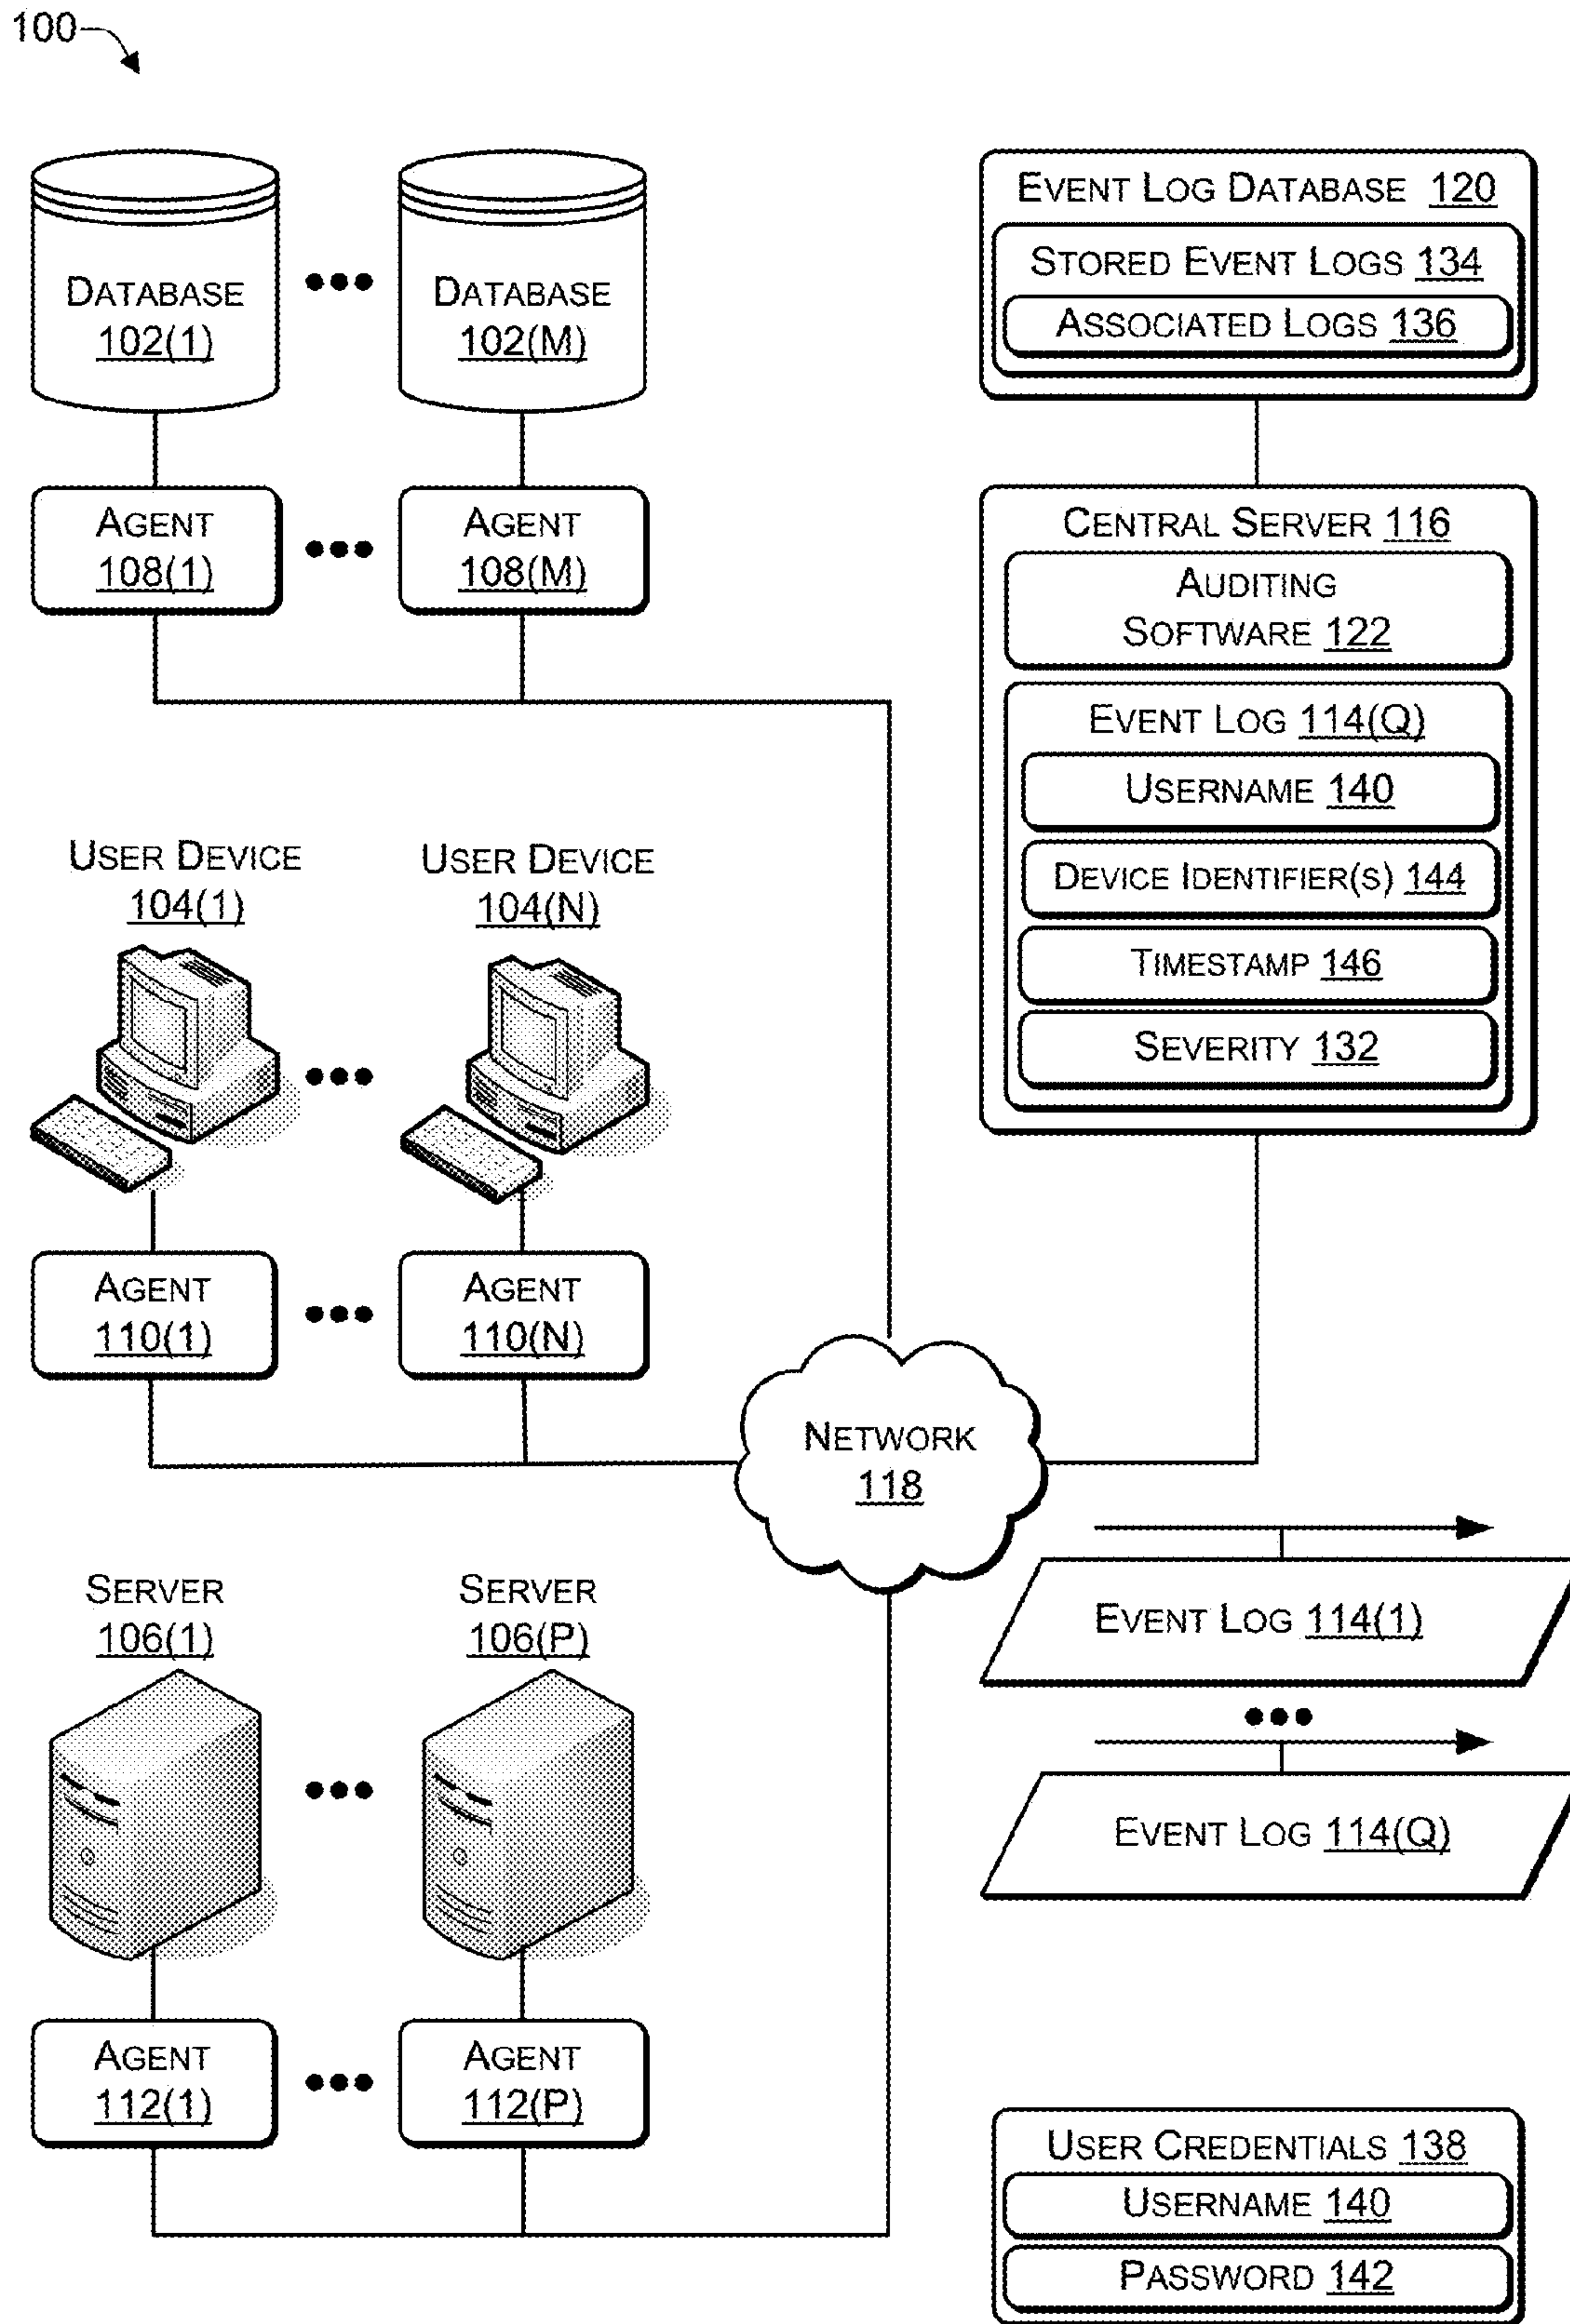 100
DATABASE
102(1)
DATABASE
102(M)
AGENT
108(1)
AGENT
108(M)
USER DEVICE
104(1)
USER DEVICE
104(N)
AGENT
110(1)
AGENT
110(N)
SERVER
106(1)
SERVER
106(P)
AGENT
112(1)
AGENT
112(P)
NETWORK
118
EVENT LOG DATABASE 120
STORED EVENT LOGS 134
ASSOCIATED LOGS 136
CENTRAL SERVER 116
AUDITING
SOFTWARE 122
EVENT LOG 114(Q)
USERNAME 140
DEVICE IDENTIFIER(S) 144
TIMESTAMP 146
SEVERITY 132
EVENT LOG 114(1)
EVENT LOG 114(Q)
USER CREDENTIALS 138
USERNAME 140
PASSWORD 142